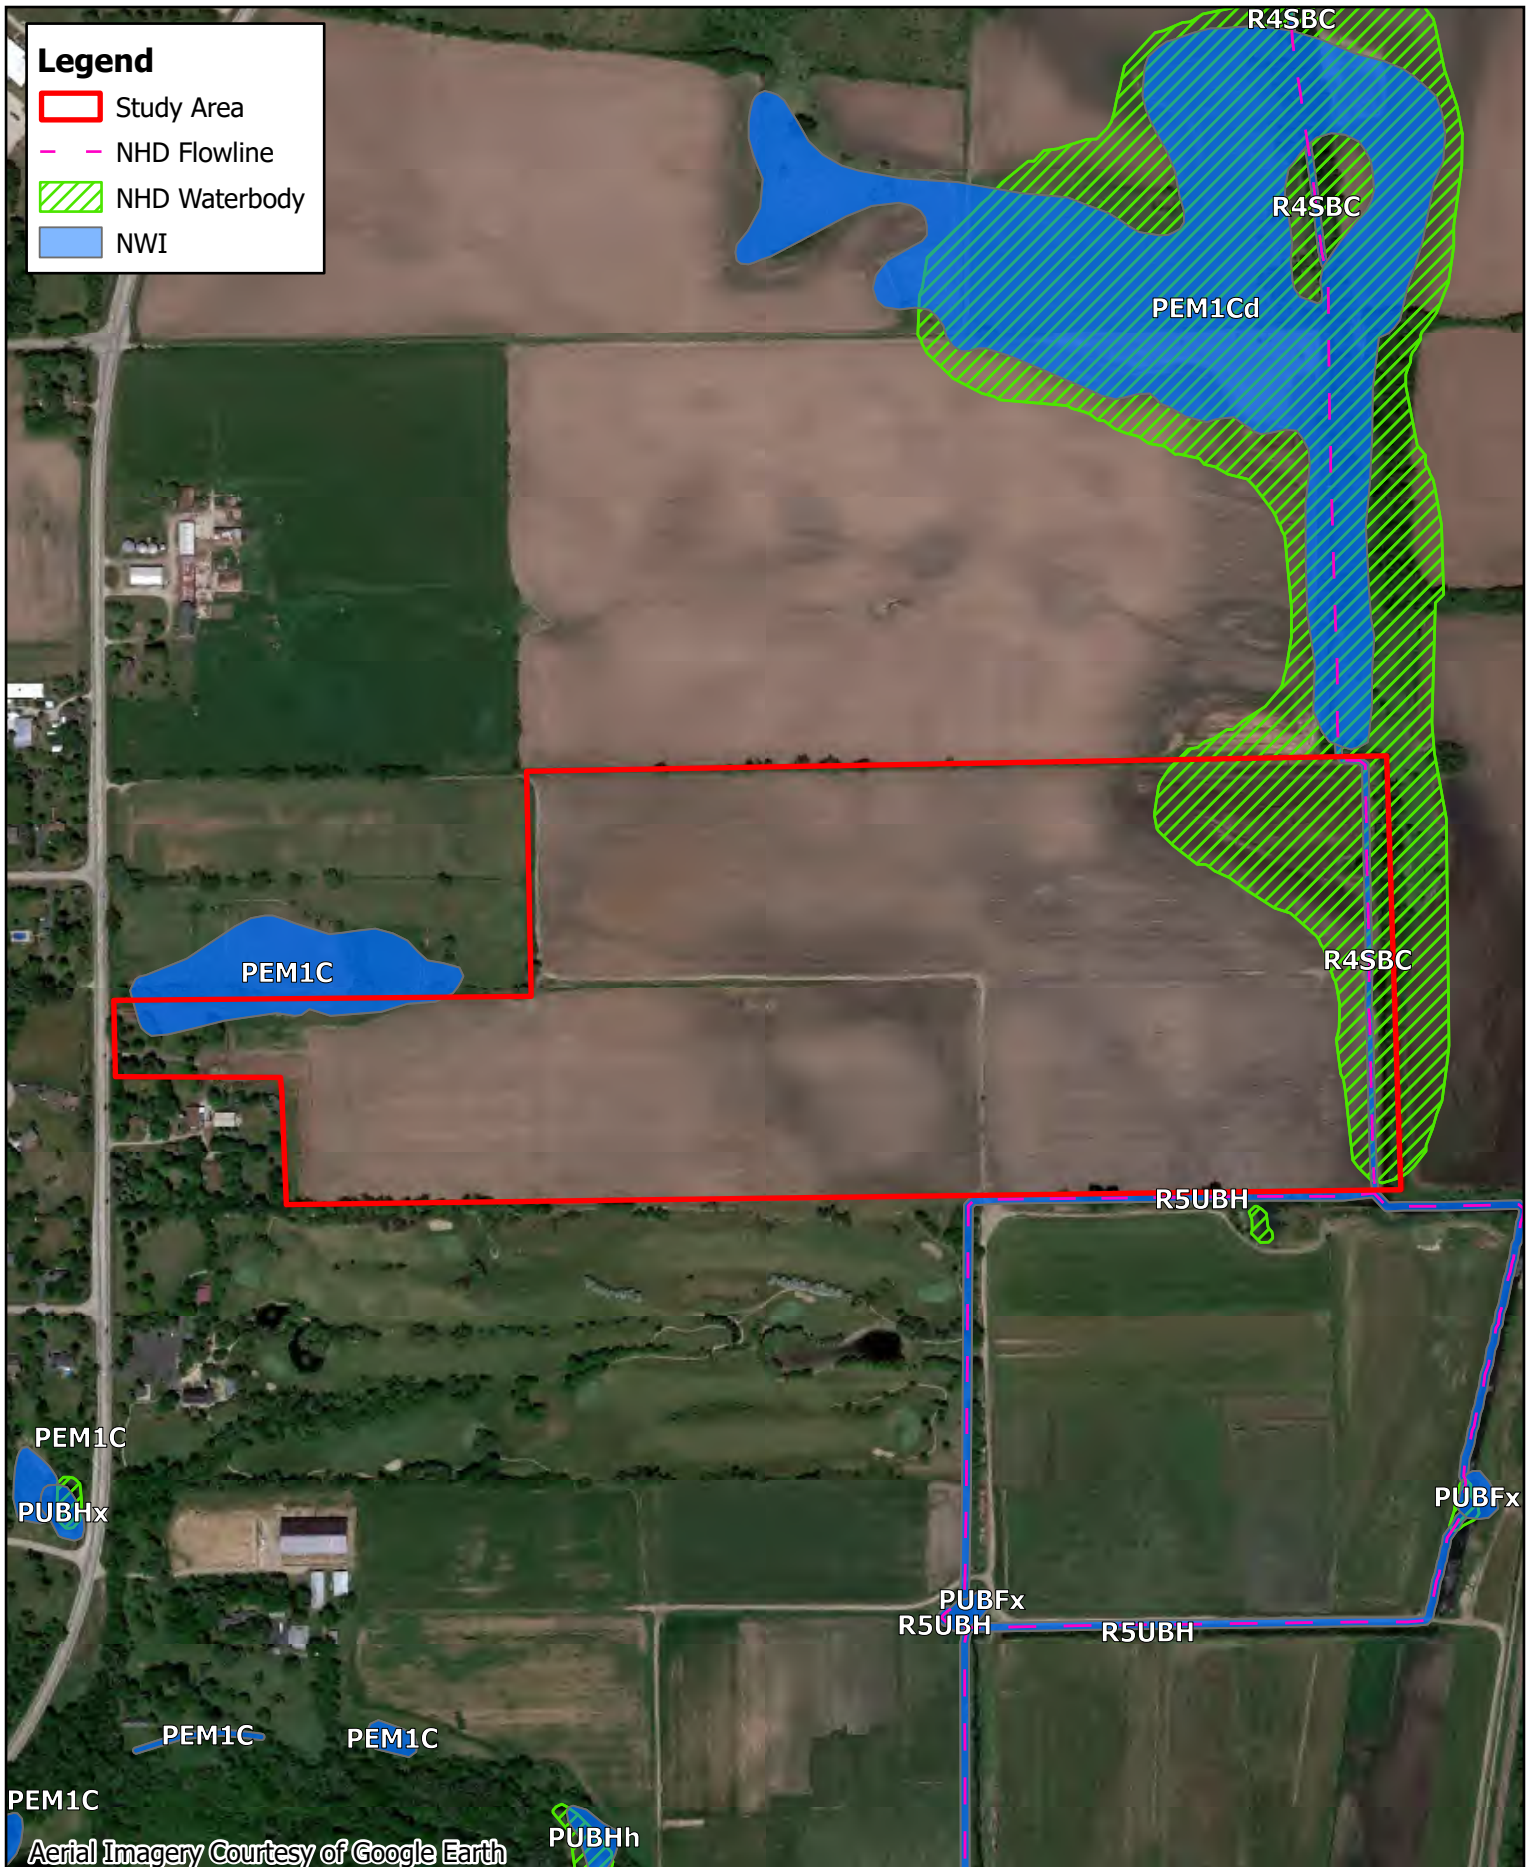 Legend
Study Area
NHD Flowline
NHD Waterbody
NWI
R4SBC
R4SBC
PEM1Cd
PEM1C
R4SBC
R5UBH
PEM1C
PUBHx
PUBFx
PUBFx
R5UBH
R5UBH
PEM1C
PEM1C
PEM1C
PUBHh
Aerial Imagery Courtesy of Google Earth